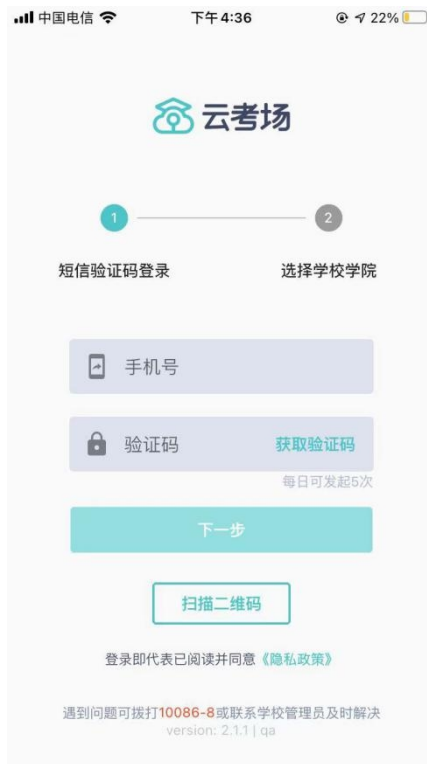 中国电信 下午4:36 22%
云考场
1 2
短信验证码登录 选择学校学院
手机号
验证码 获取验证码
每日可发起5次
下一步
扫描二维码
登录即代表已阅读并同意《隐私政策》
遇到问题可拨打10086-8或联系学校管理员及时解决
version: 2.1.1 | qa